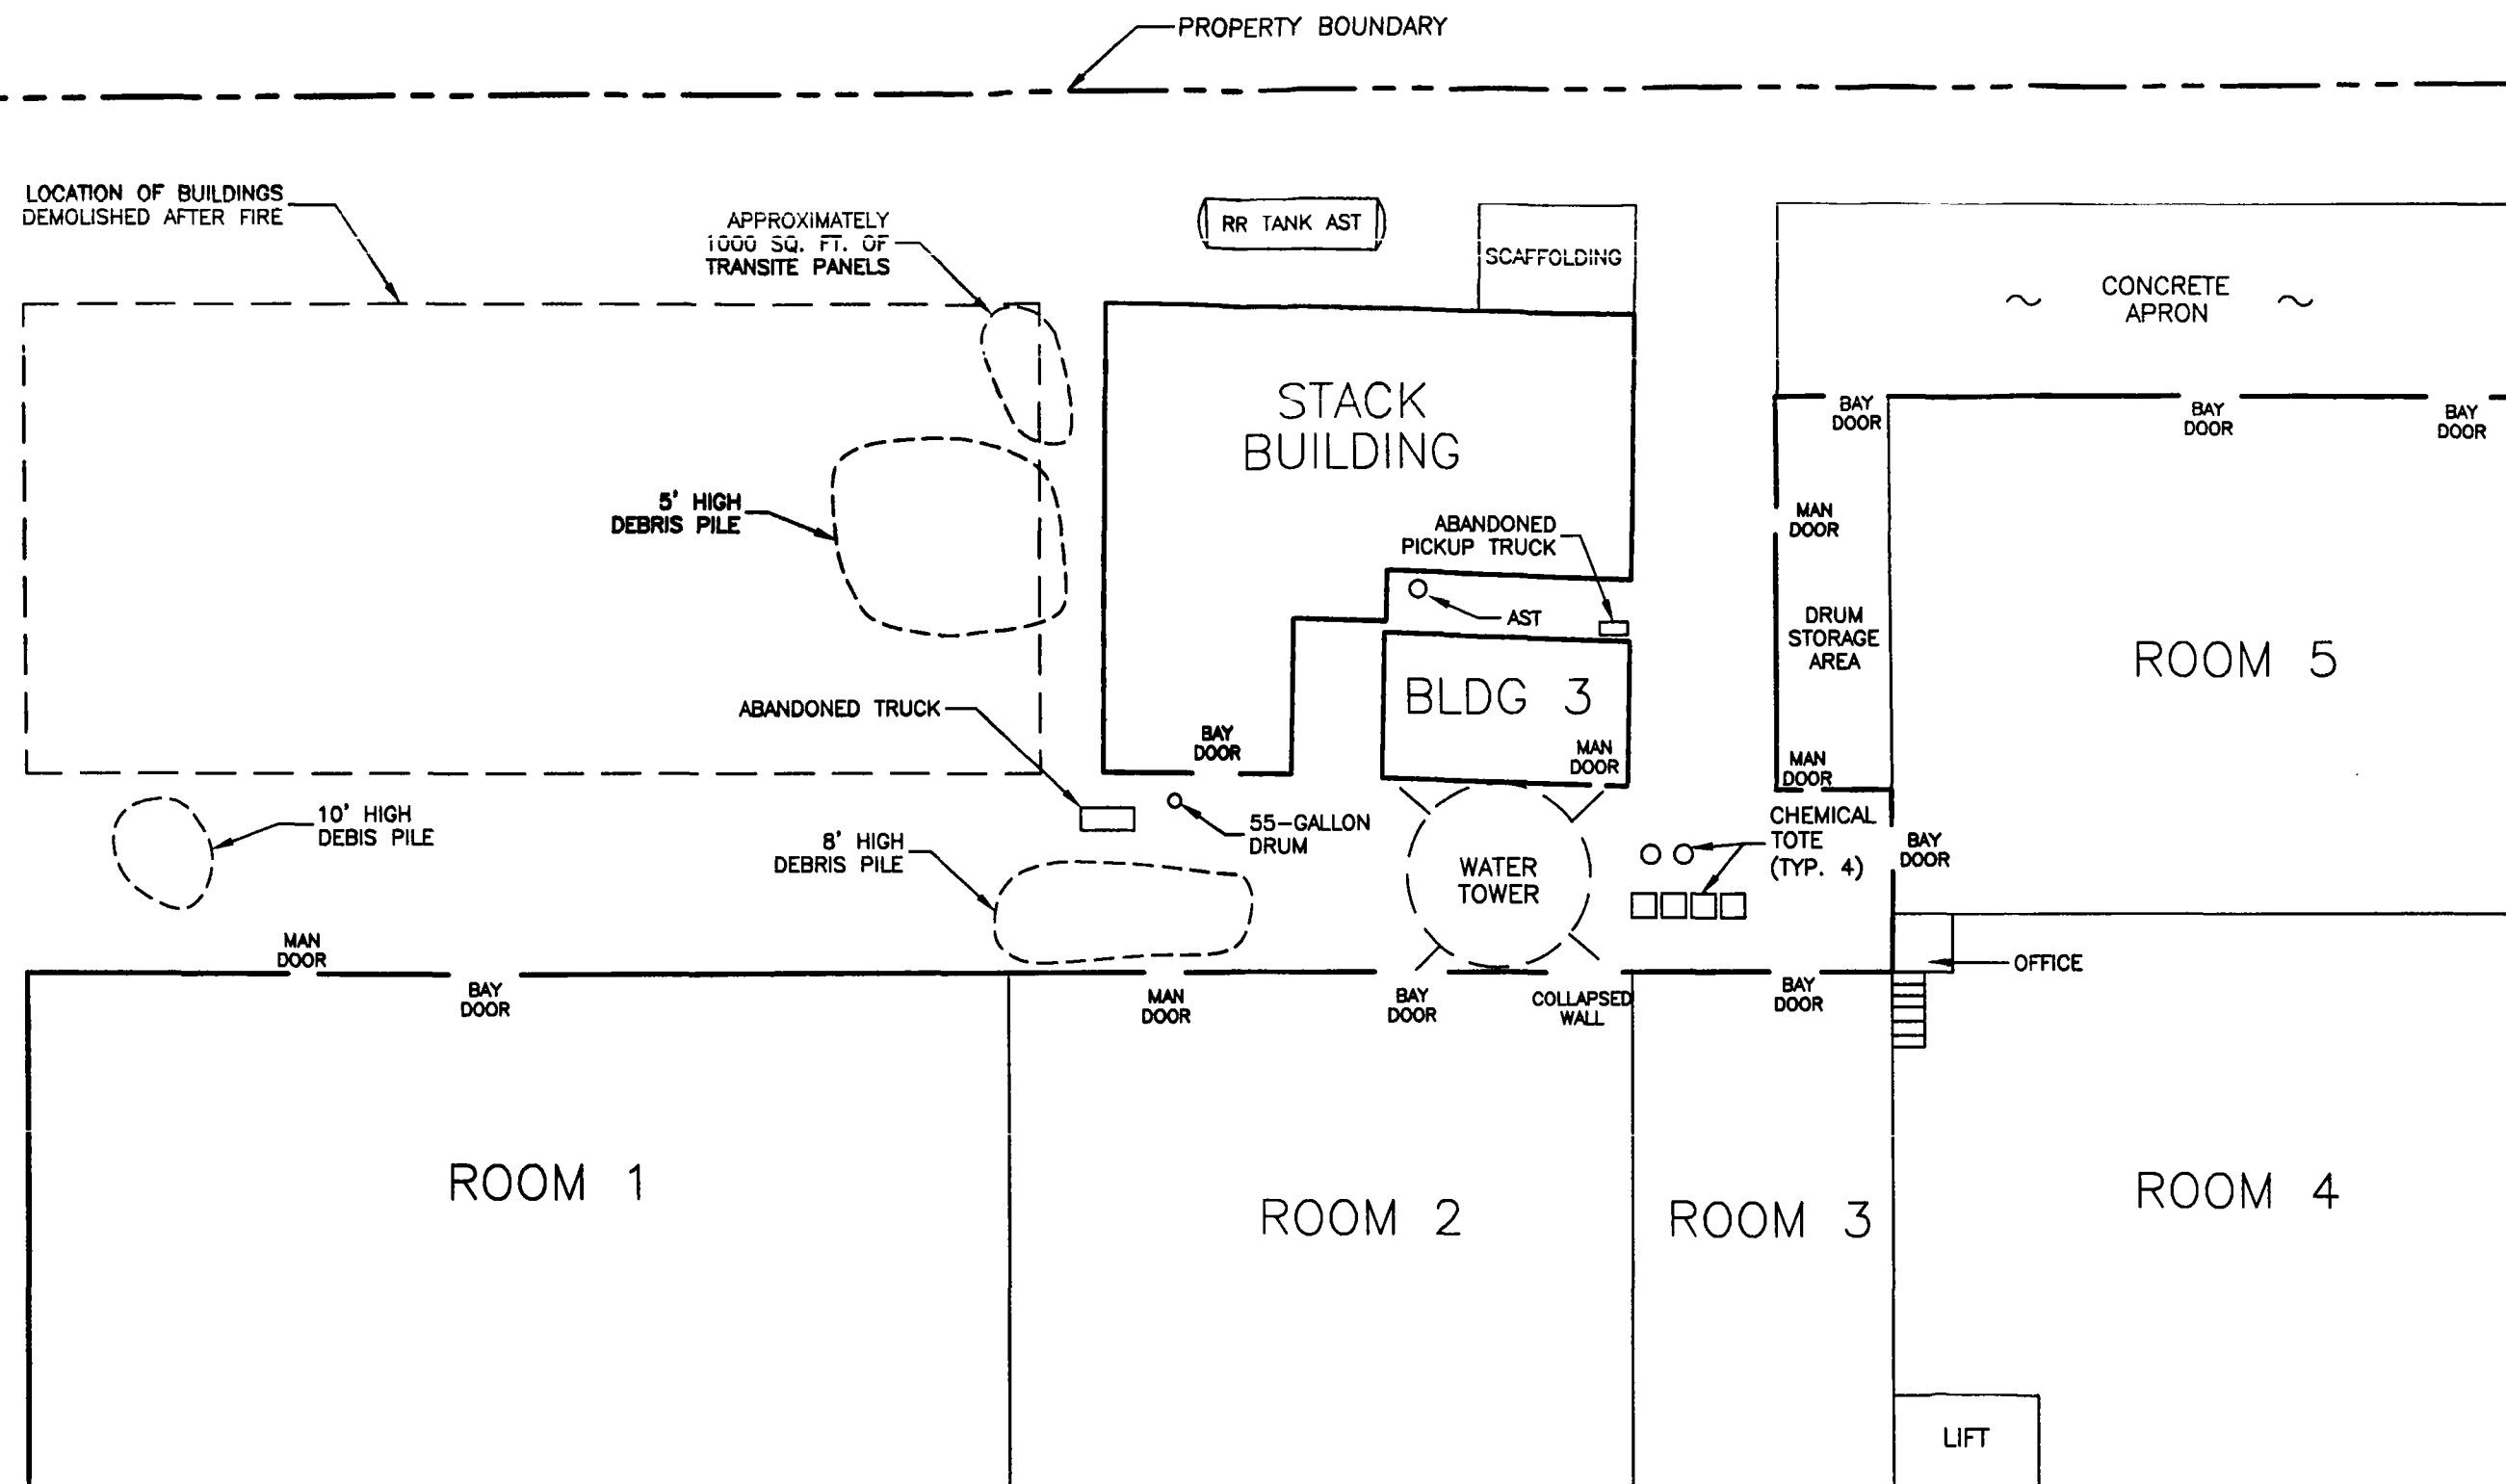 PROPERTY BOUNDARY
LOCATION OF BUILDINGS
DEMOLISHED AFTER FIRE
APPROXIMATELY
1000 SQ. FT. OF
TRANSITE PANELS
RR TANK AST
SCAFFOLDING
CONCRETE
APRON
STACK
BUILDING
BAY
DOOR
BAY
DOOR
BAY
DOOR
5' HIGH
DEBRIS PILE
ABANDONED
PICKUP TRUCK
MAN
DOOR
AST
DRUM
STORAGE
AREA
ROOM 5
BLDG 3
ABANDONED TRUCK
BAY
DOOR
MAN
DOOR
MAN
DOOR
10' HIGH
DEBIS PILE
8' HIGH
DEBRIS PILE
55-GALLON
DRUM
WATER
TOWER
CHEMICAL
TOTE
(TYP. 4)
BAY
DOOR
MAN
DOOR
OFFICE
BAY
DOOR
MAN
DOOR
BAY
DOOR
COLLAPSED
WALL
BAY
DOOR
ROOM 1
ROOM 2
ROOM 3
ROOM 4
LIFT